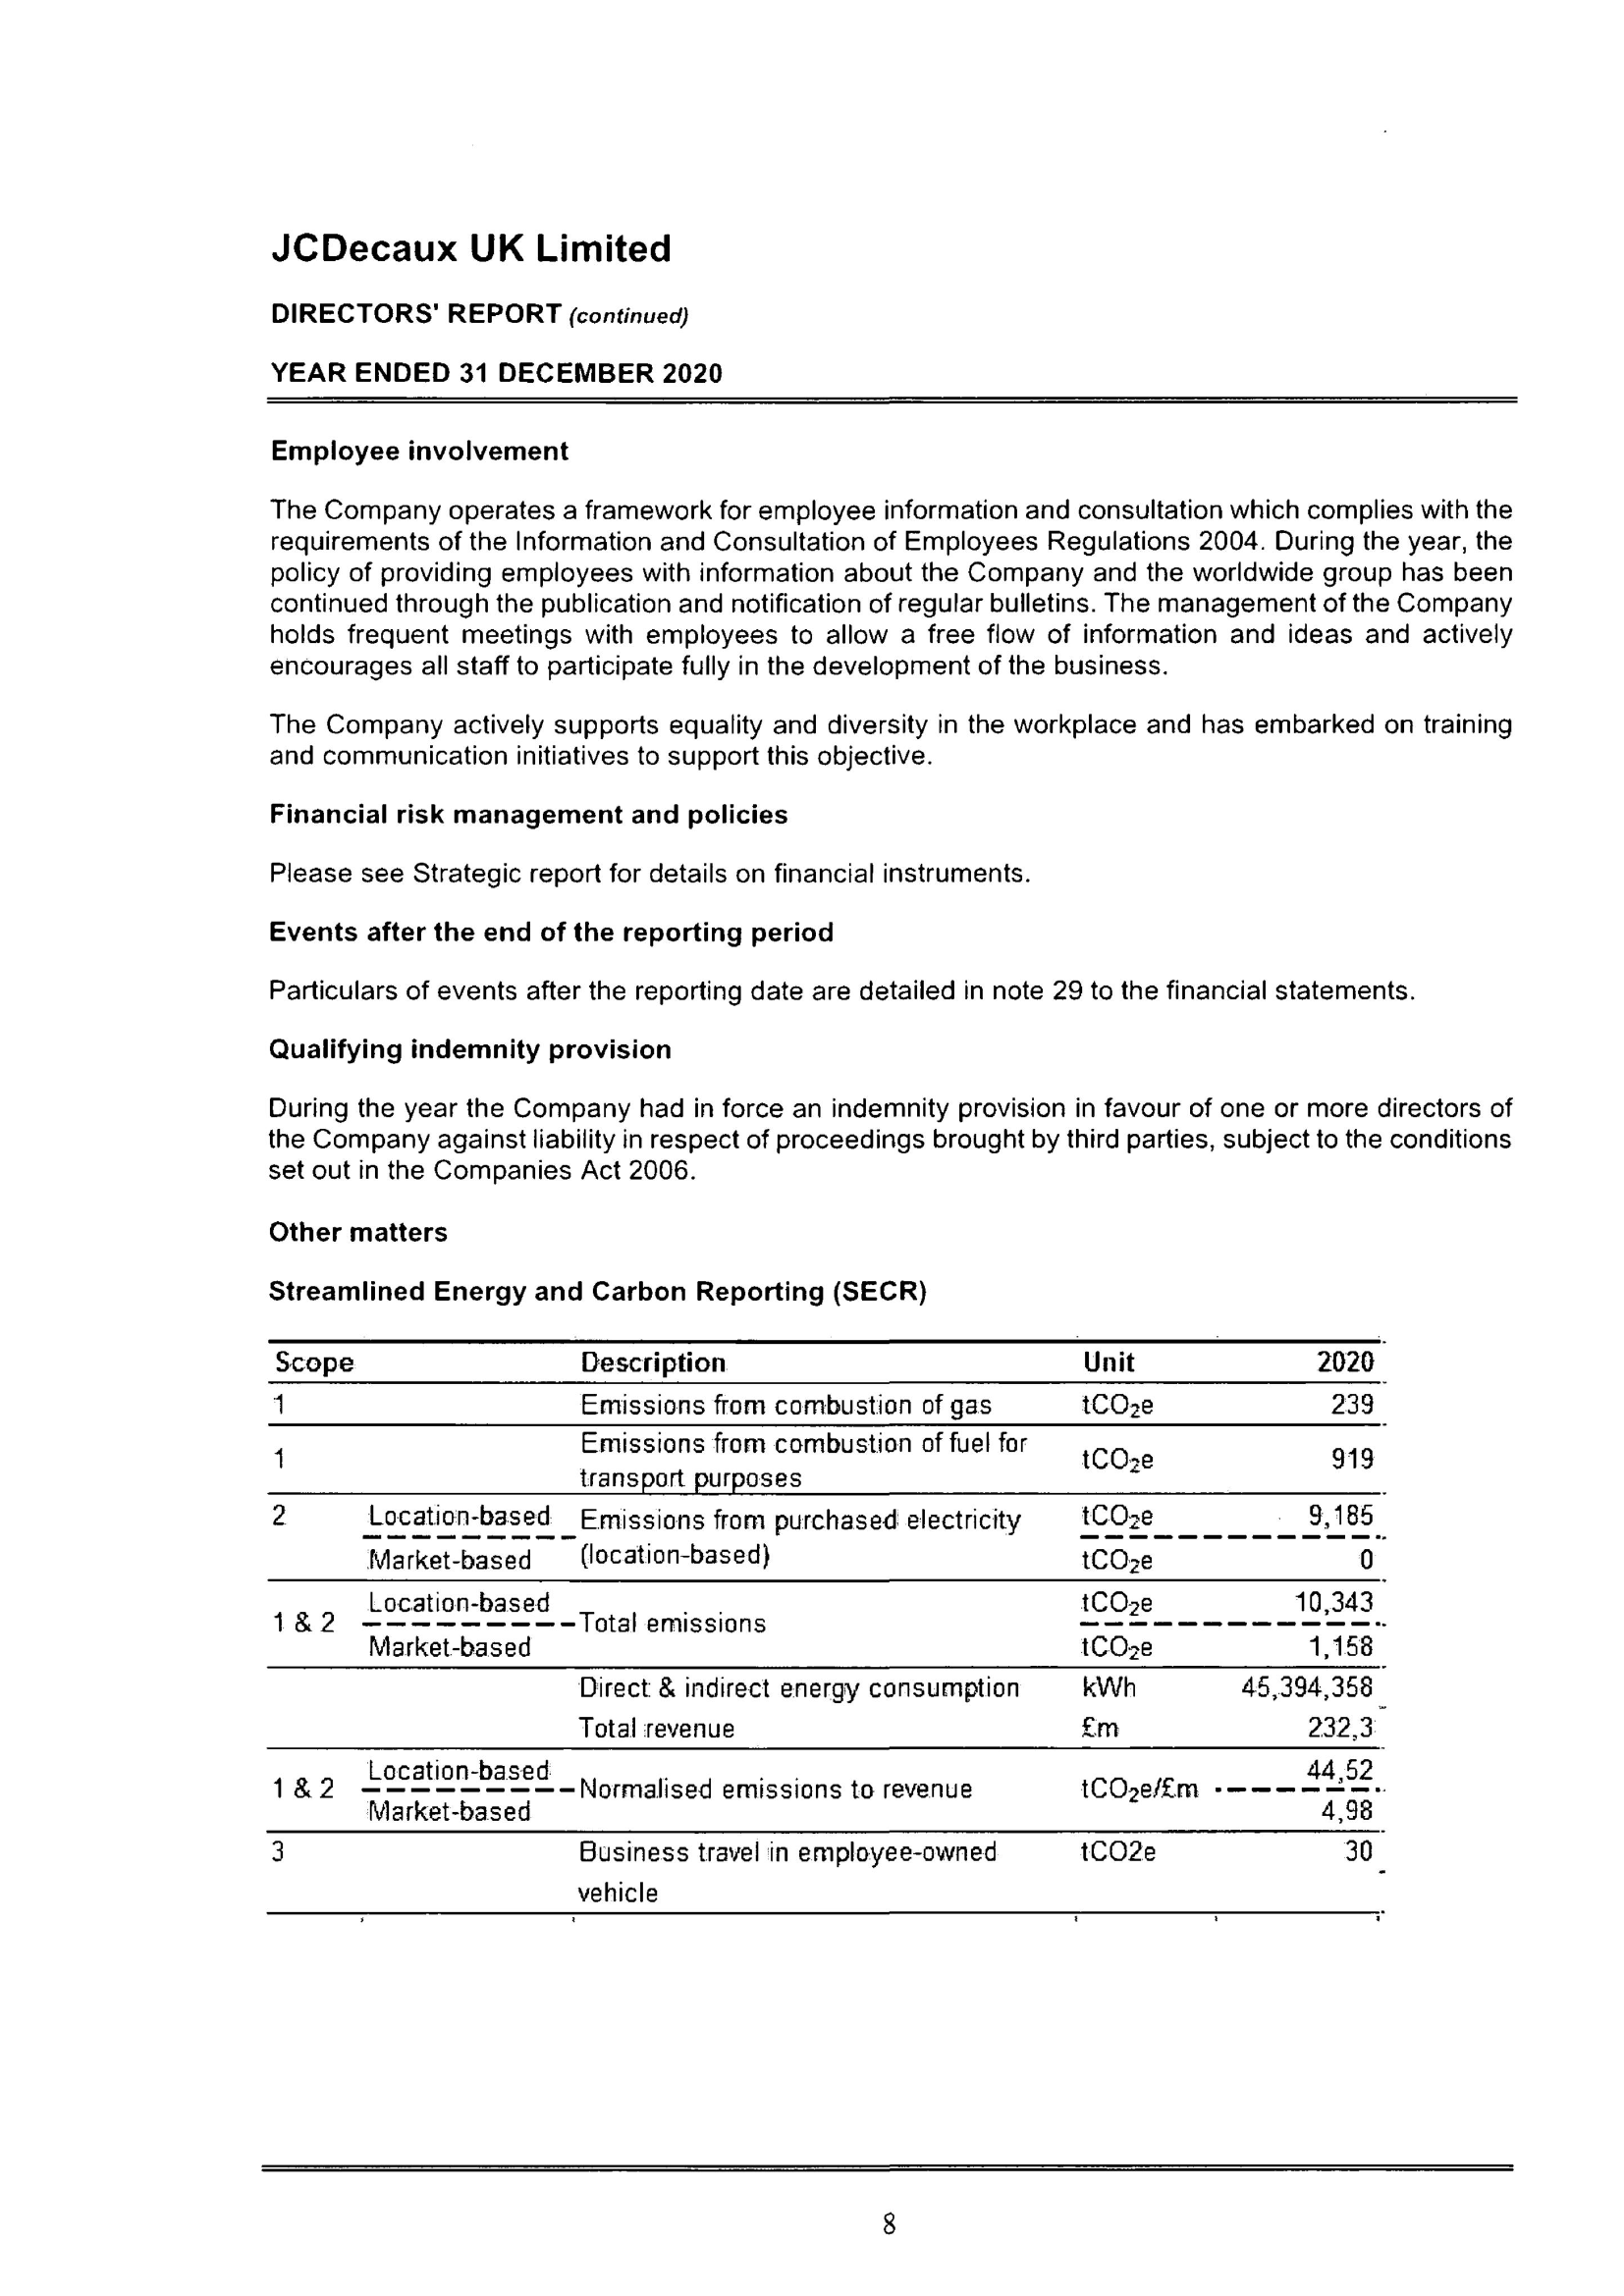 JCDecaux UK Limited
DIRECTORS' REPORT (continued)
YEAR ENDED 31 DECEMBER 2020
Employee involvement
The Company operates a framework for employee information and consultation which complies with the
requirements of the Information and Consultation of Employees Regulations 2004. During the year, the
policy of providing employees with information about the Company and the worldwide group has been
continued through the publication and notification of regular bulletins. The management of the Company
holds frequent meetings with employees to allow a free flow of information and ideas and actively
encourages all staff to participate fully in the development of the business.
The Company actively supports equality and diversity in the workplace and has embarked on training
and communication initiatives to support this objective.
Financial risk management and policies
Please see Strategic report for details on financial instruments.
Events after the end of the reporting period
Particulars of events after the reporting date are detailed in note 29 to the financial statements.
Qualifying indemnity provision
During the year the Company had in force an indemnity provision in favour of one or more directors of
the Company against liability in respect of proceedings brought by third parties, subject to the conditions
set out in the Companies Act 2006.
Other matters
Streamlined Energy and Carbon Reporting (SECR)
Scope Description Unit 2020
1 Emissions from combustion of gas tCO₂e 239
1 Emissions from combustion of fuel for transport purposes tCO₂e 919
2 Location-based Emissions from purchased electricity tCO₂e 9,185
Market-based (location-based) tCO₂e 0
1 & 2 Location-based Total emissions tCO₂e 10,343
Market-based tCO₂e 1,158
Direct & indirect energy consumption kWh 45,394,358
Total revenue £m 232,3
1 & 2 Location-based Normalised emissions to revenue tCO₂e/£m 44,52
Market-based 4,98
3 Business travel in employee-owned tCO2e 30
vehicle
8